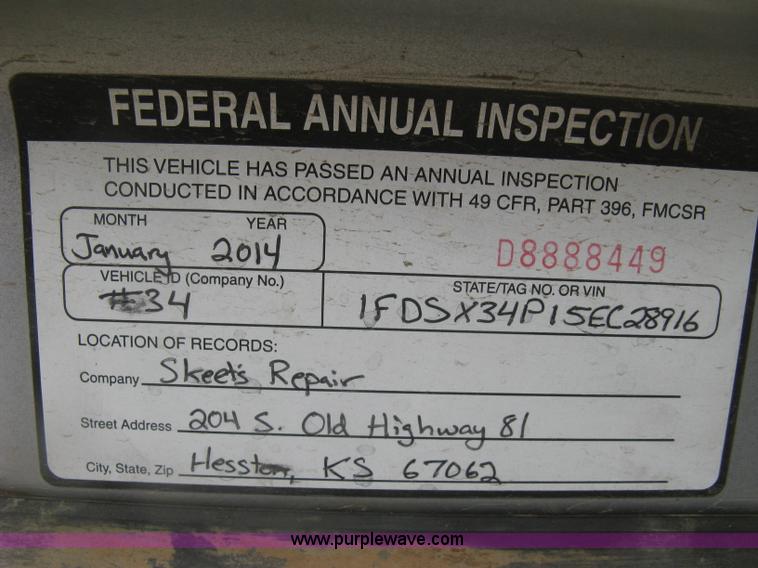 FEDERAL ANNUAL INSPECTION
THIS VEHICLE HAS PASSED AN ANNUAL INSPECTION
CONDUCTED IN ACCORDANCE WITH 49 CFR, PART 396, FMCSR
MONTH YEAR
January 2014 D8888449
VEHICLE ID (Company No.) STATE/TAG NO. OR VIN
#34 1FDSX34P15EC28916
LOCATION OF RECORDS:
Company Skeet's Repair
Street Address 204 S. Old Highway 81
City, State, Zip Hesston, KS 67062
www.purplewave.com